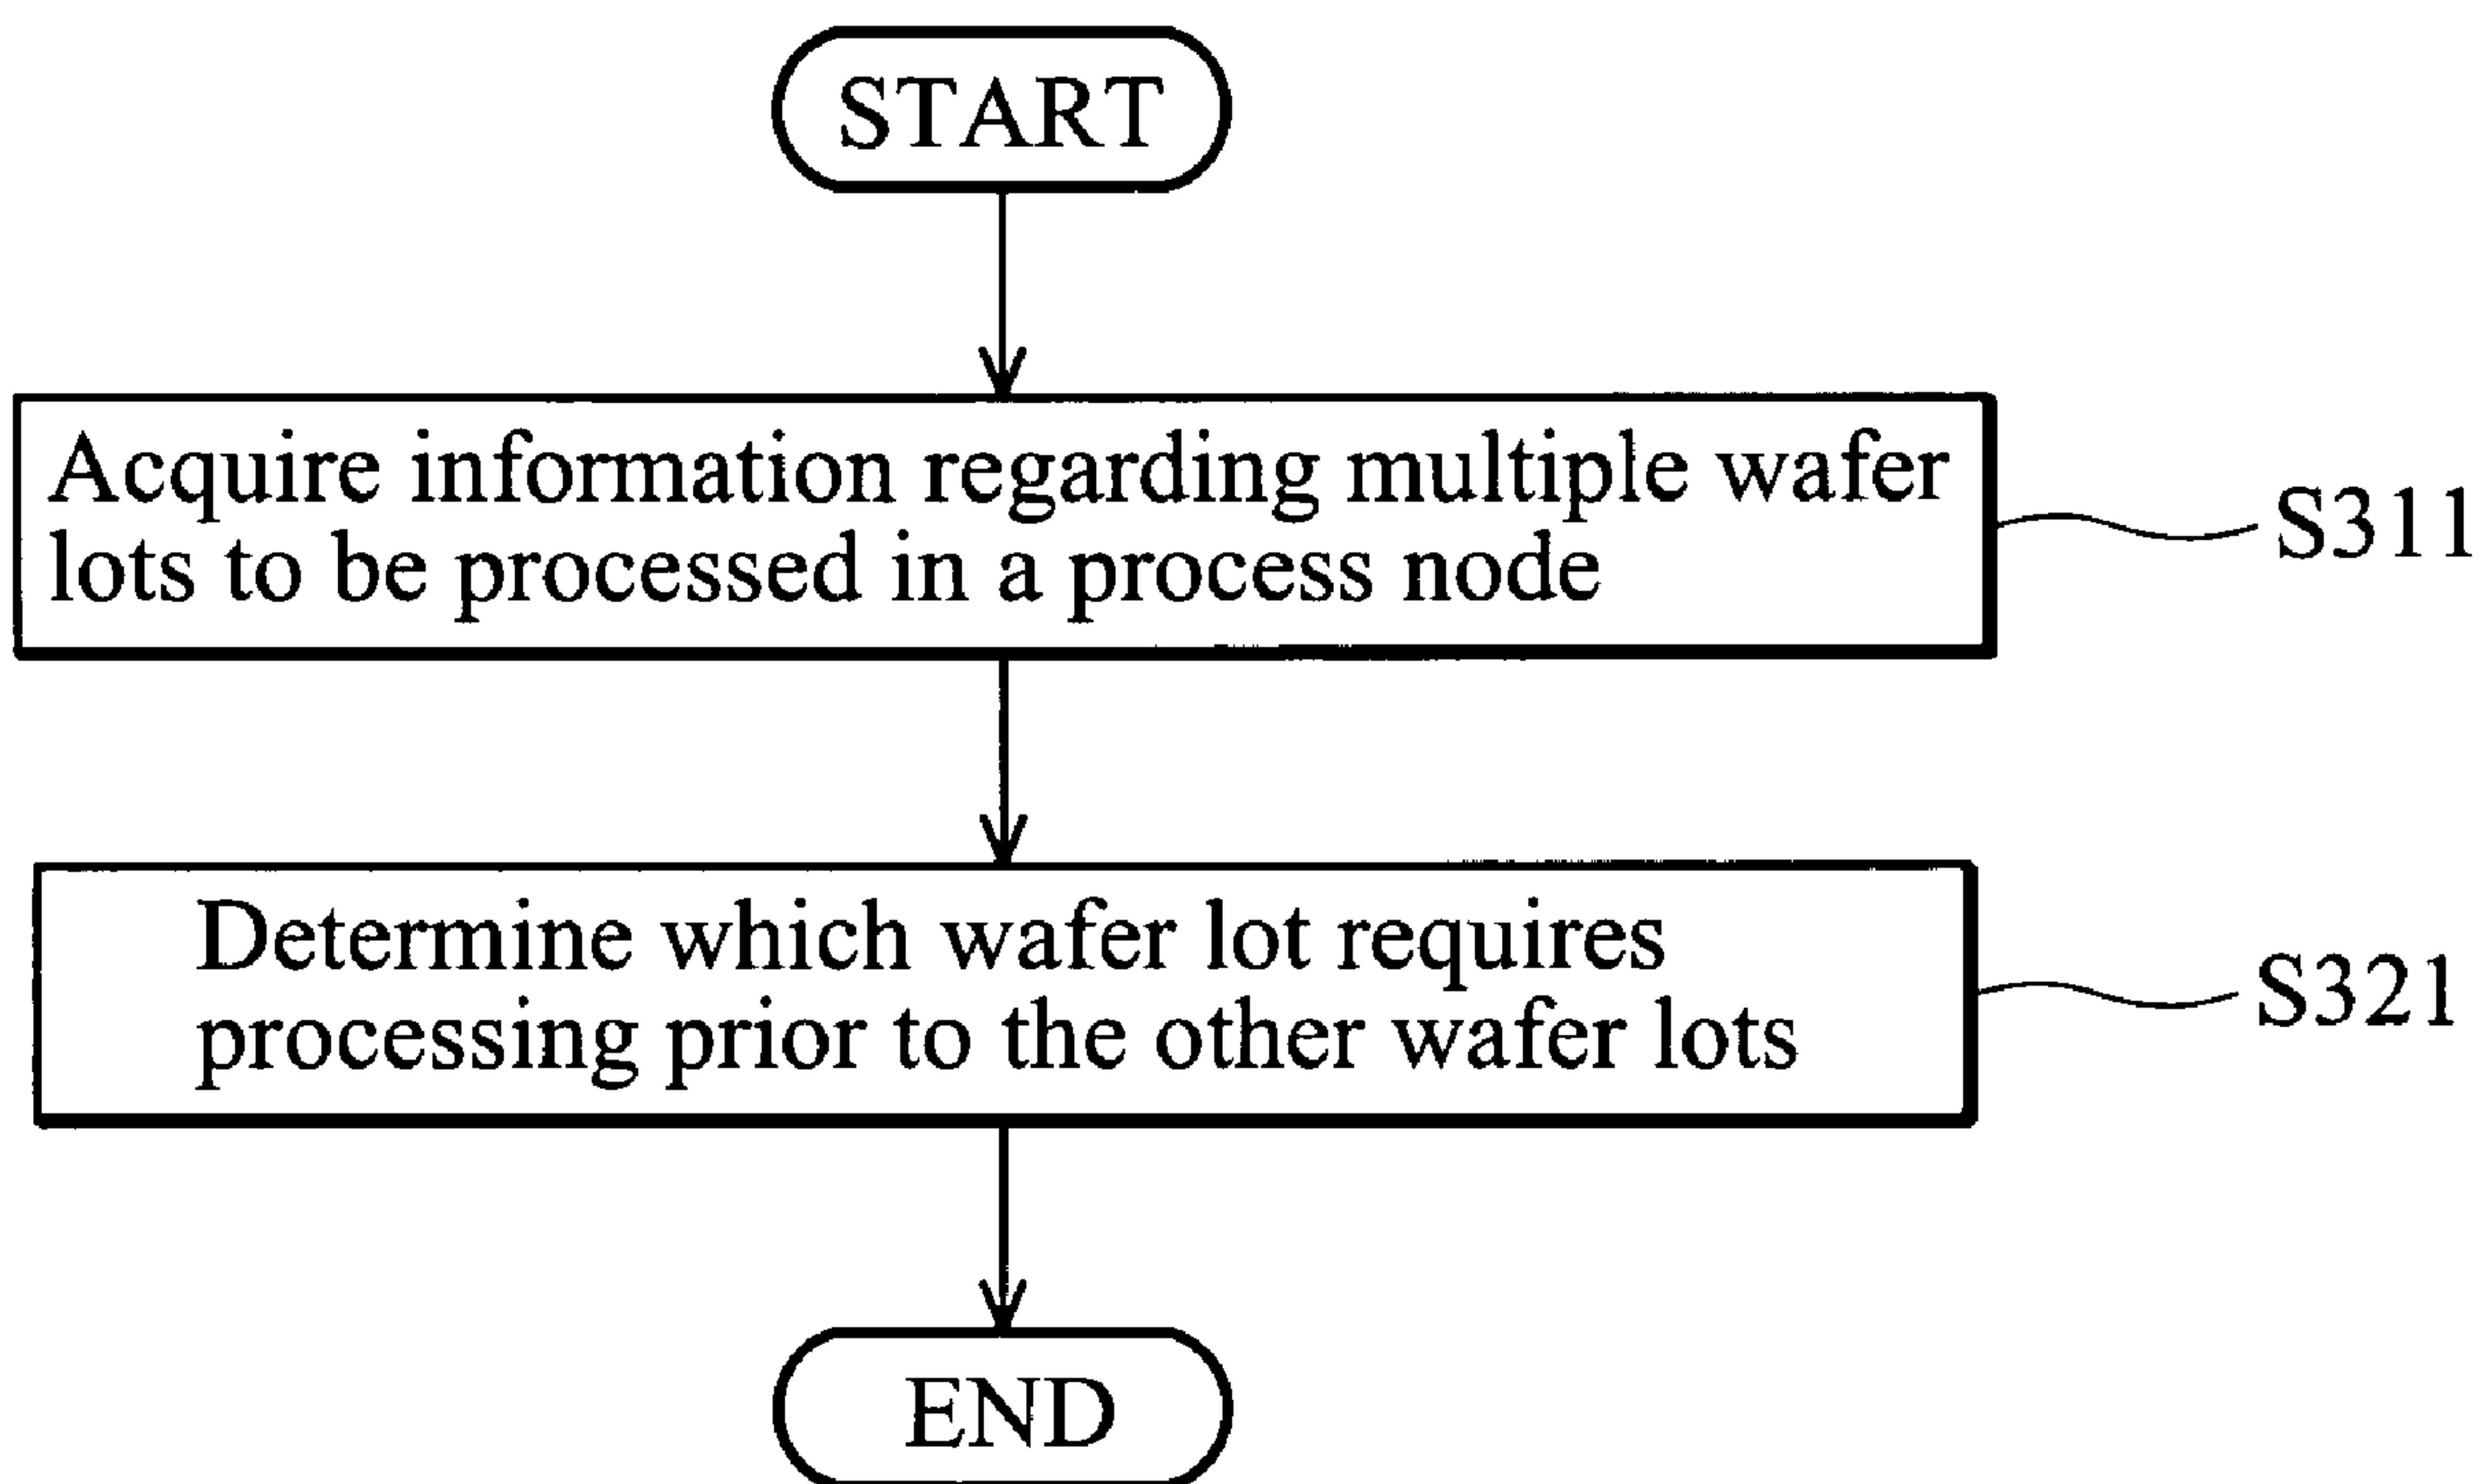 START
Acquire information regarding multiple wafer
lots to be processed in a process node
S311
Determine which wafer lot requires
processing prior to the other wafer lots
S321
END